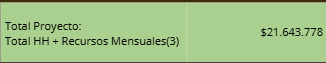 Total Proyecto:
Total HH + Recursos Mensuales(3)
$21.643.778